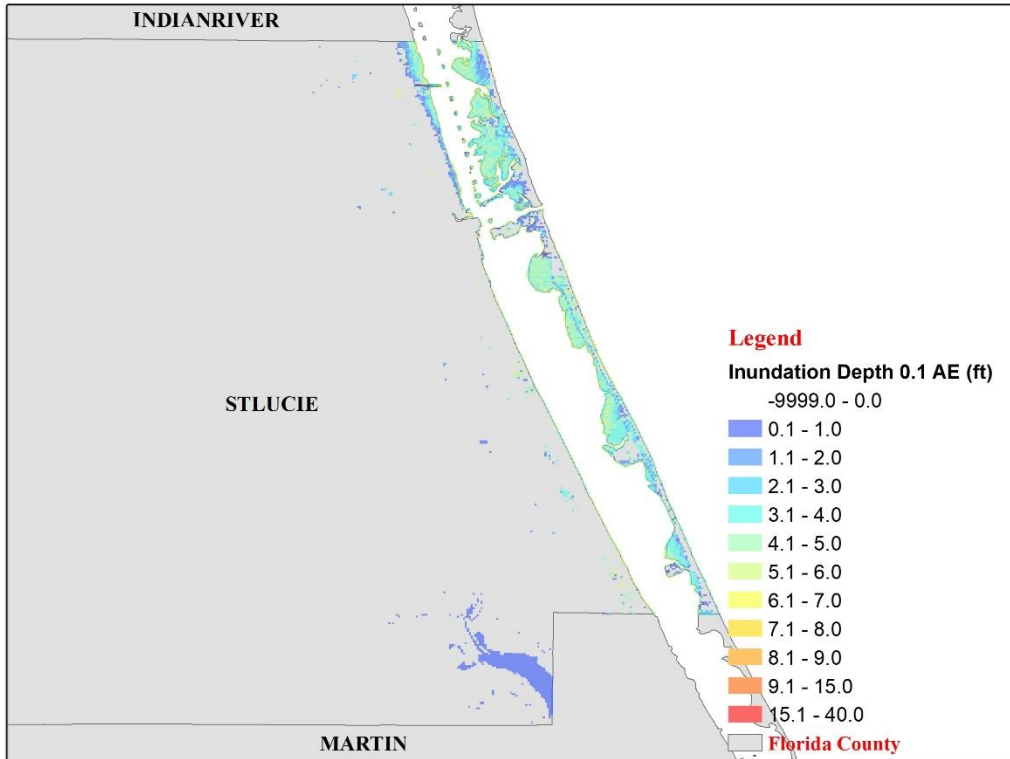 INDIANRIVER
STLUCIE
MARTIN
Legend
Inundation Depth 0.1 AE (ft)
-9999.0 - 0.0
0.1 - 1.0
1.1 - 2.0
2.1 - 3.0
3.1 - 4.0
4.1 - 5.0
5.1 - 6.0
6.1 - 7.0
7.1 - 8.0
8.1 - 9.0
9.1 - 15.0
15.1 - 40.0
Florida County